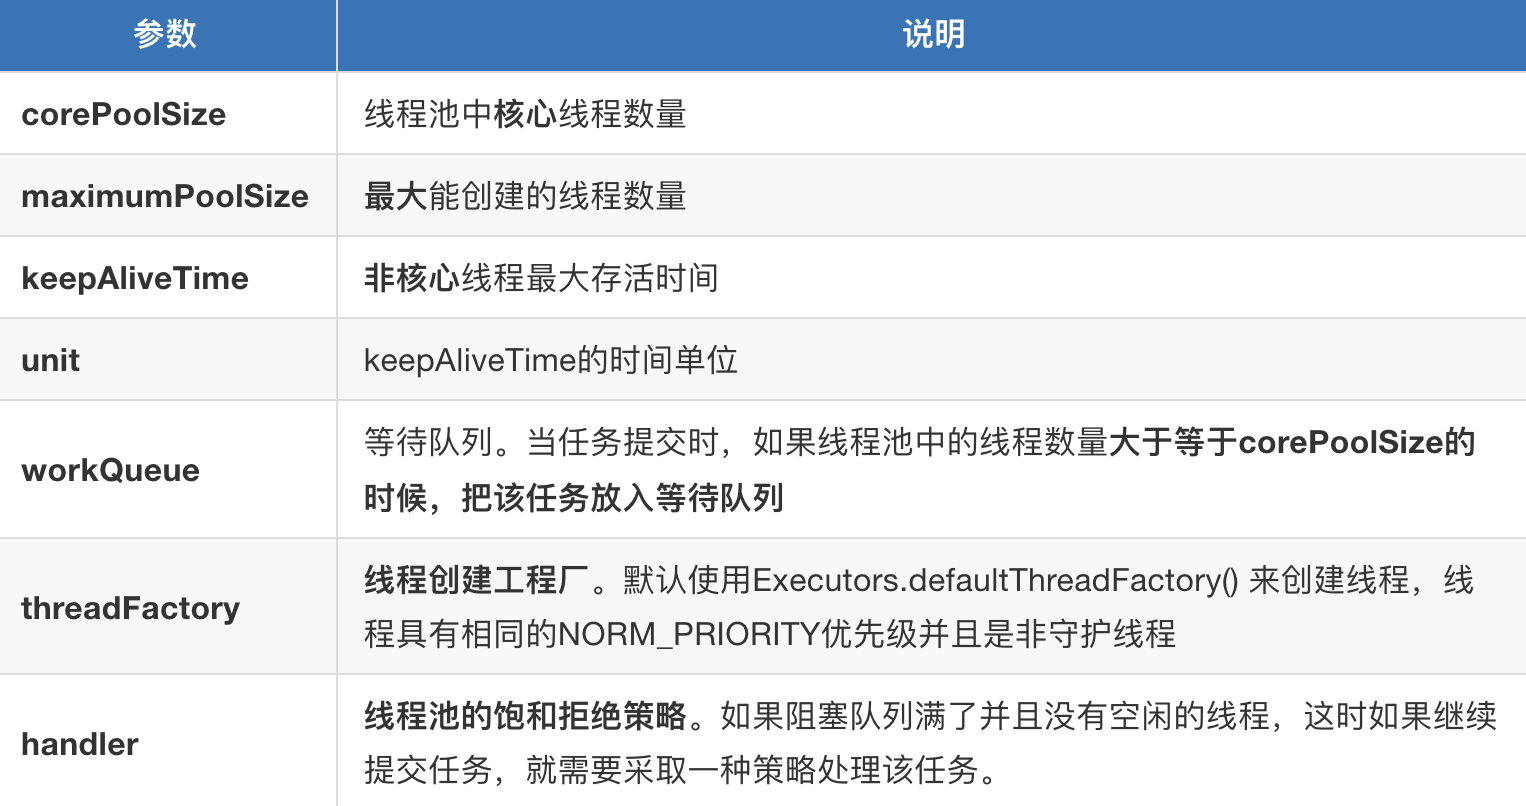 参数 说明
corePoolSize 线程池中核心线程数量
maximumPoolSize 最大能创建的线程数量
keepAliveTime 非核心线程最大存活时间
unit keepAliveTime的时间单位
workQueue 等待队列。当任务提交时，如果线程池中的线程数量大于等于corePoolSize的
时候，把该任务放入等待队列
threadFactory 线程创建工程厂。默认使用Executors.defaultThreadFactory() 来创建线程，线
程具有相同的NORM_PRIORITY优先级并且是非守护线程
handler 线程池的饱和拒绝策略。如果阻塞队列满了并且没有空闲的线程，这时如果继续
提交任务，就需要采取一种策略处理该任务。